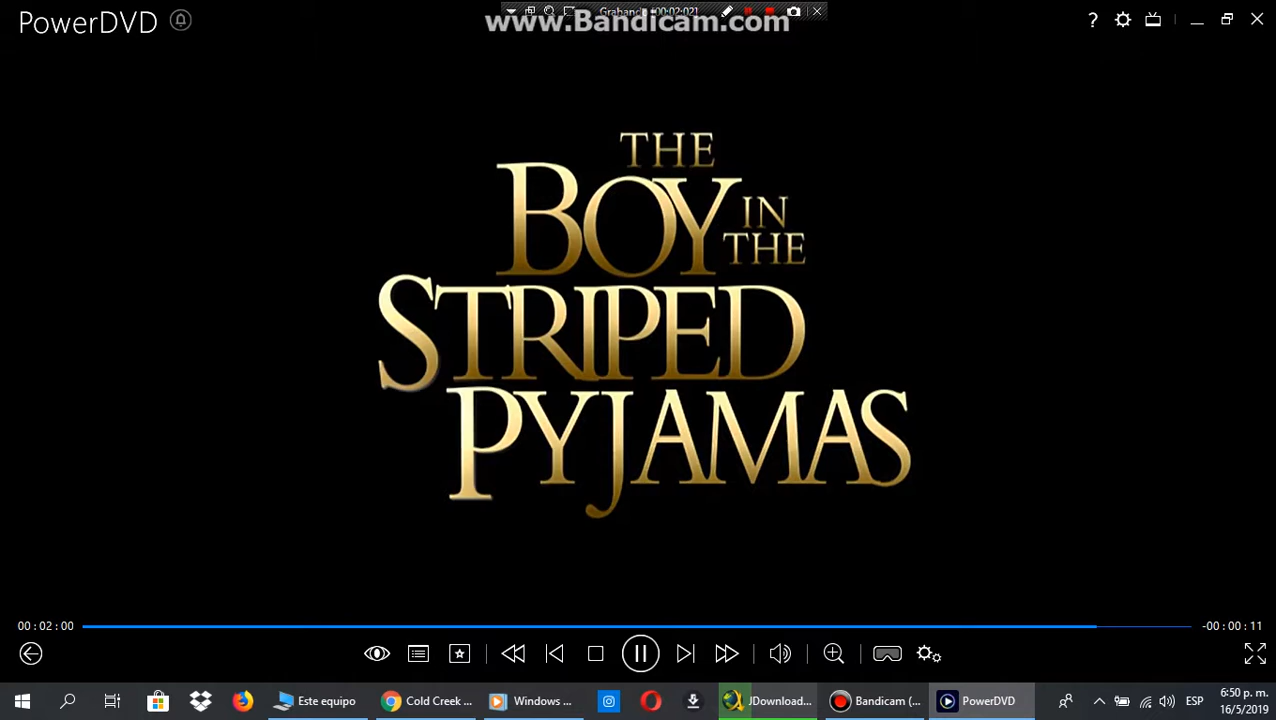 PowerDVD
www.Bandicam.com
THE
BOY IN
THE
STRIPED
PYJAMAS
00:02:00
-00:00:11
Este equipo
Cold Creek ...
Windows ...
JDownload...
Bandicam (...
PowerDVD
ESP
6:50 p. m.
16/5/2019